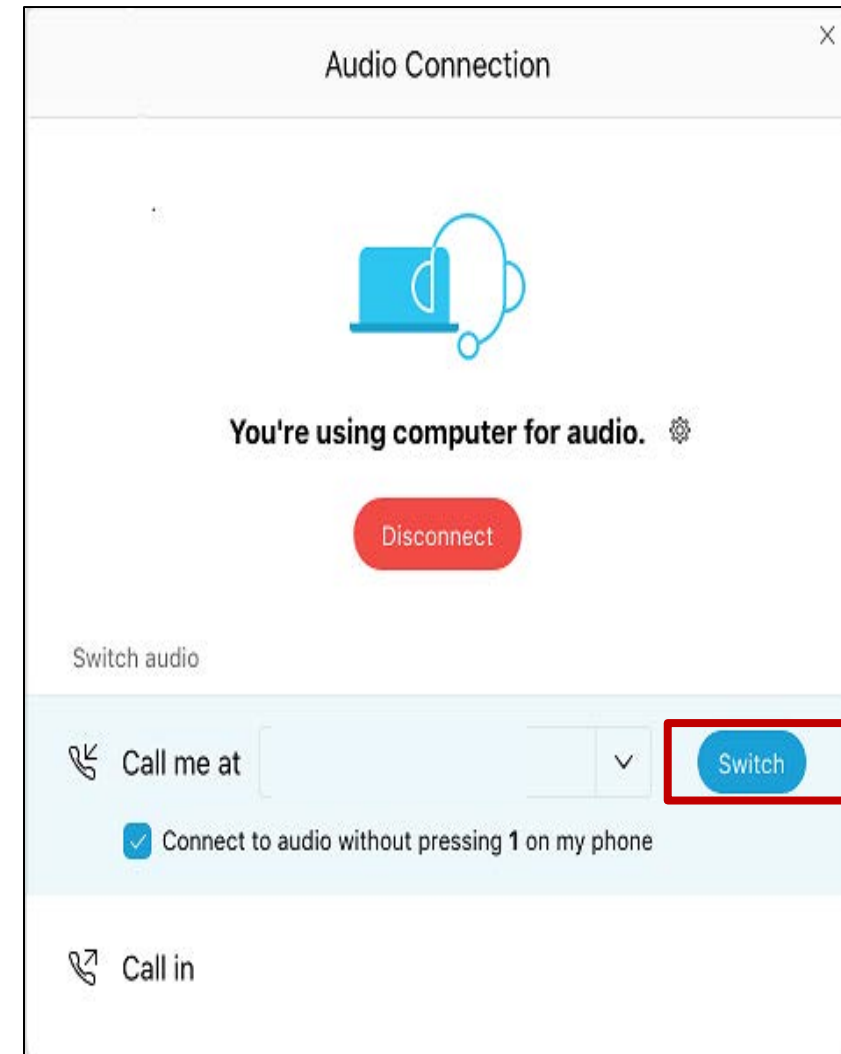 Audio Connection
You're using computer for audio.
Disconnect
Switch audio
Call me at
Switch
Connect to audio without pressing 1 on my phone
Call in